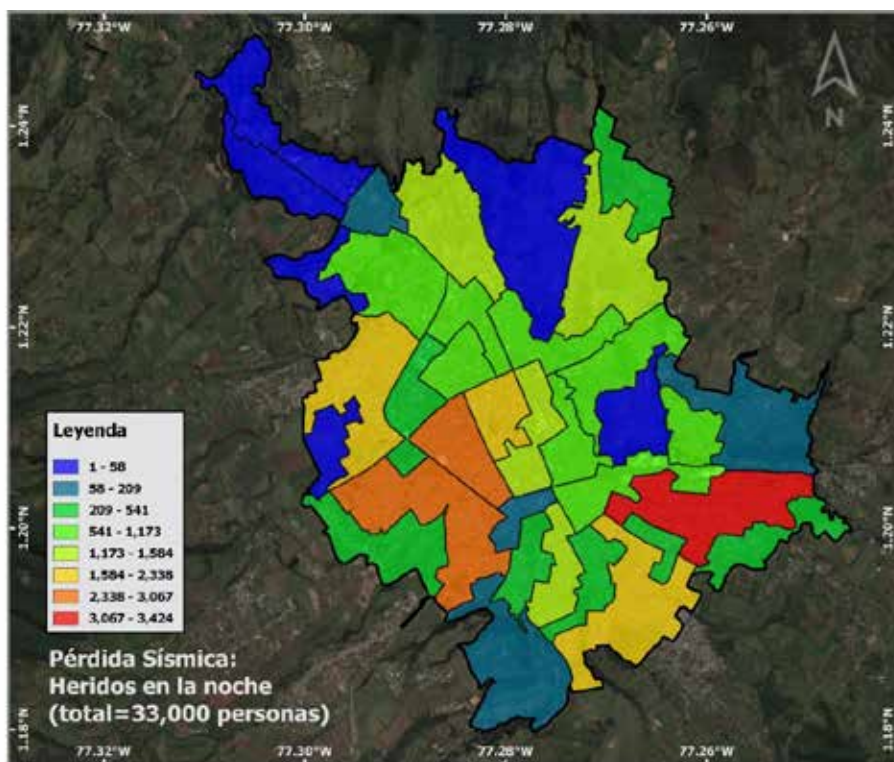 77.32°W 77.30°W 77.28°W 77.26°W
1.24°N 1.24°N
N
1.22°N 1.22°N
Leyenda
1 - 58
58 - 209
209 - 541
541 - 1,173
1,173 - 1,584
1,584 - 2,338
2,338 - 3,067
3,067 - 3,424
1.20°N 1.20°N
Pérdida Sísmica:
Heridos en la noche
(total=33,000 personas)
1.18°N 1.18°N
77.32°W 77.30°W 77.28°W 77.26°W